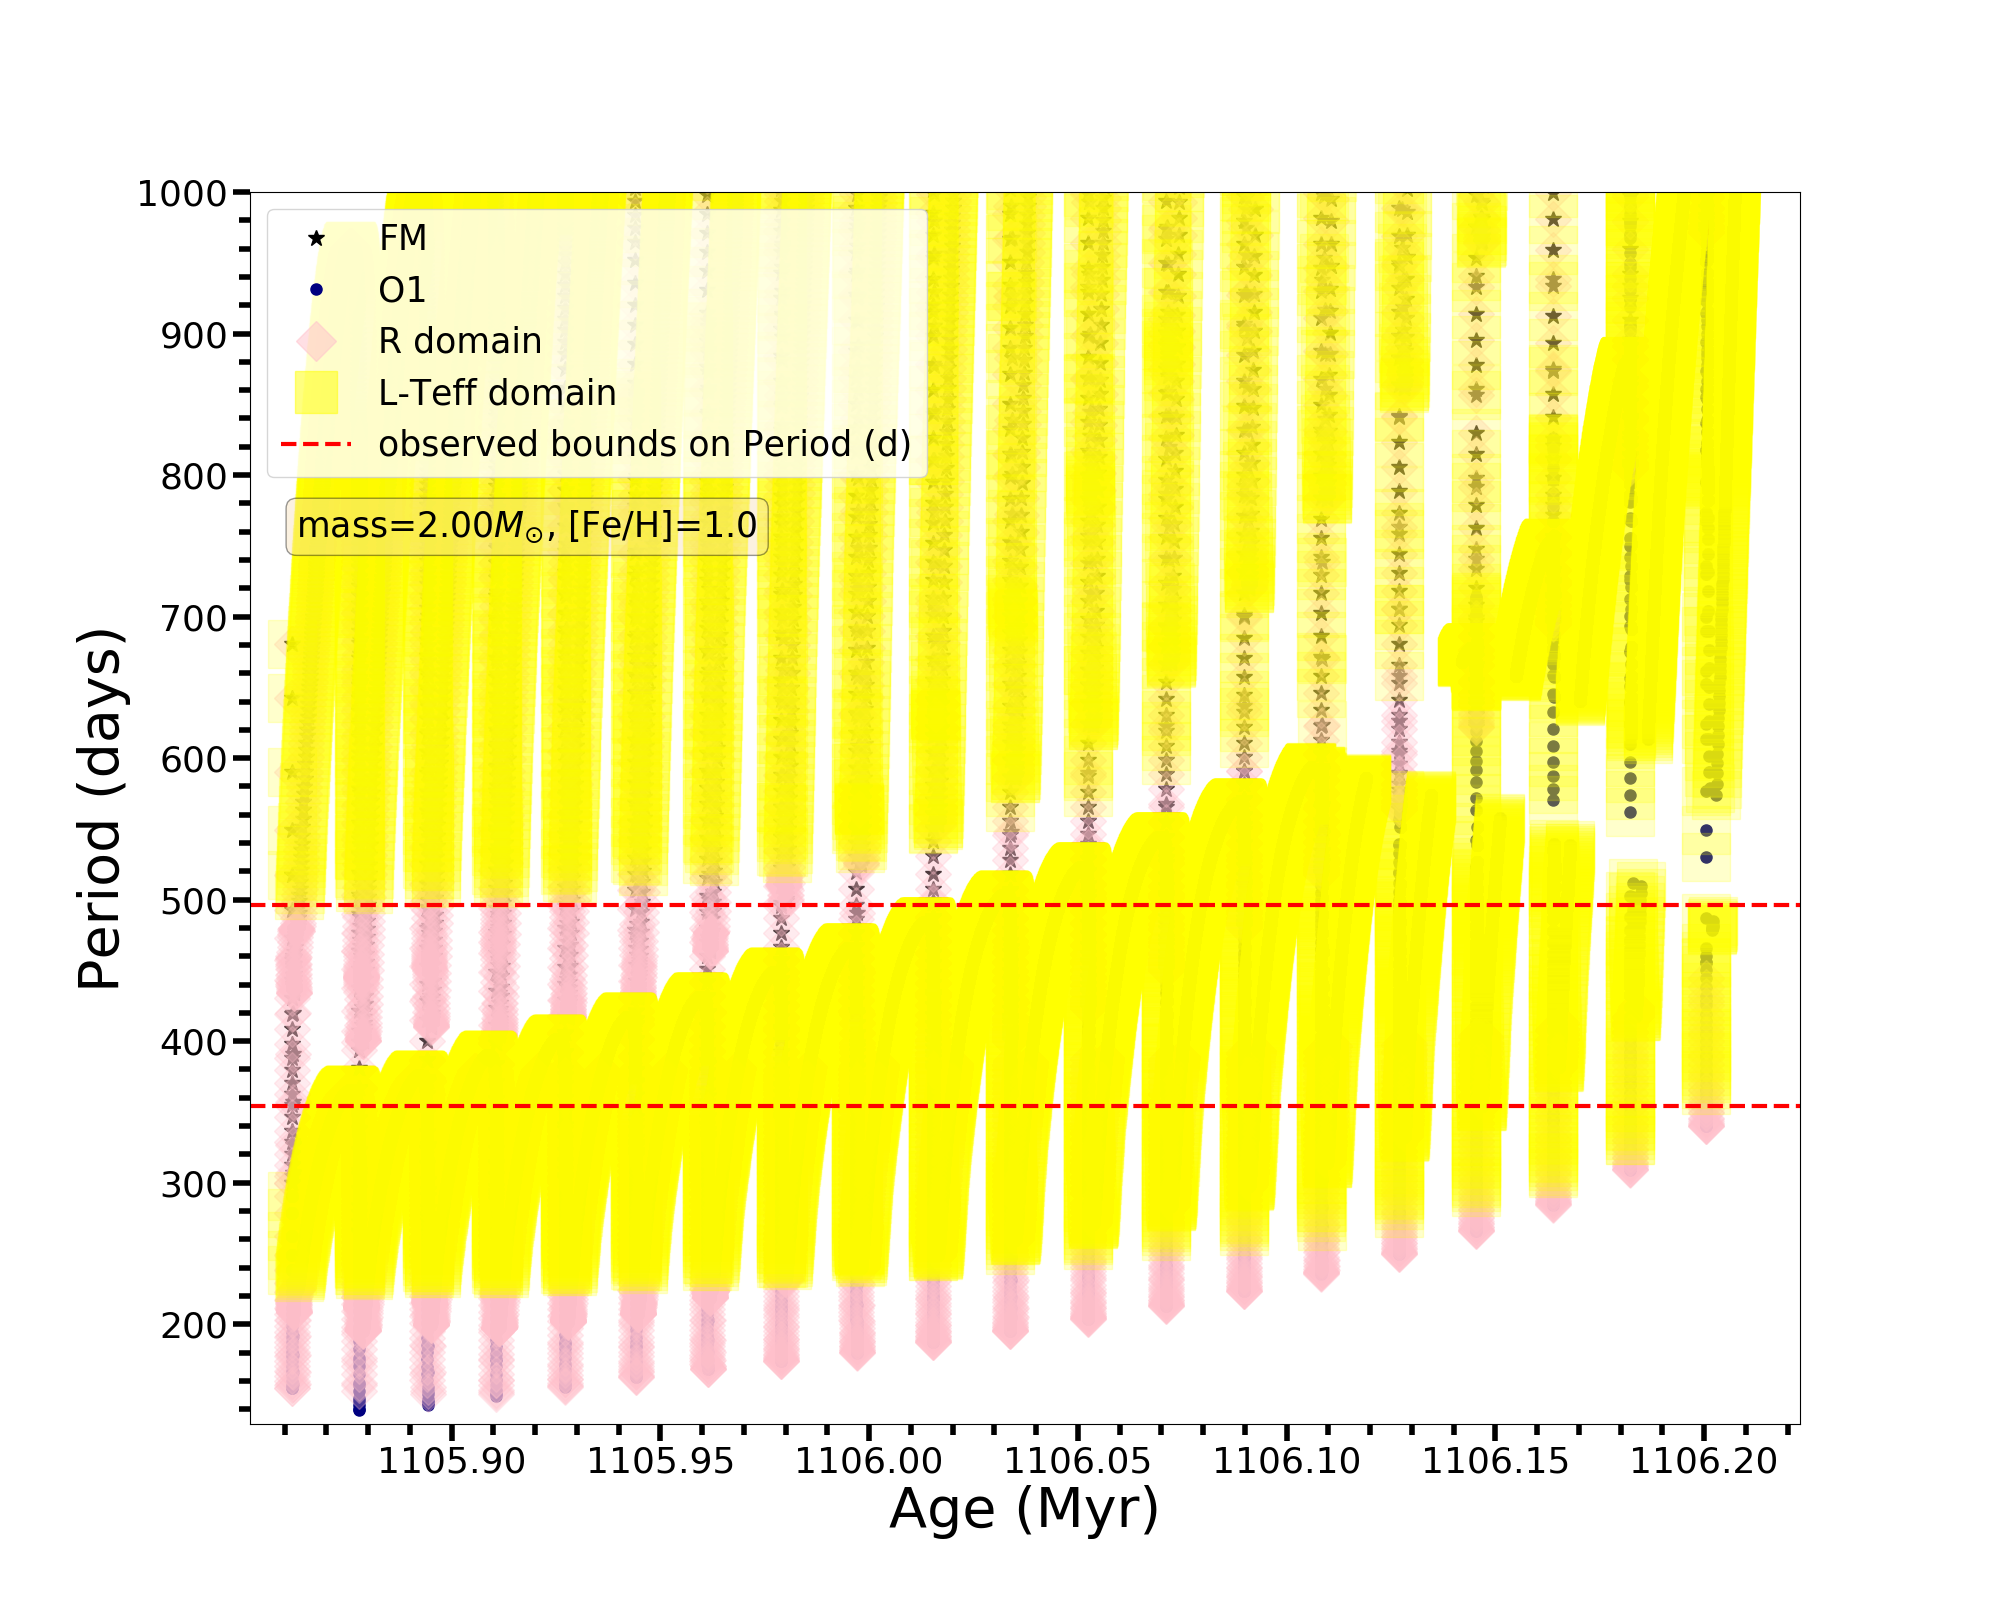 1000
900
800
700
600
500
400
300
200
Period (days)
FM
O1
R domain
L-Teff domain
observed bounds on Period (d)
mass=2.00M⊙, [Fe/H]=1.0
1105.90 1105.95 1106.00 1106.05 1106.10 1106.15 1106.20
Age (Myr)